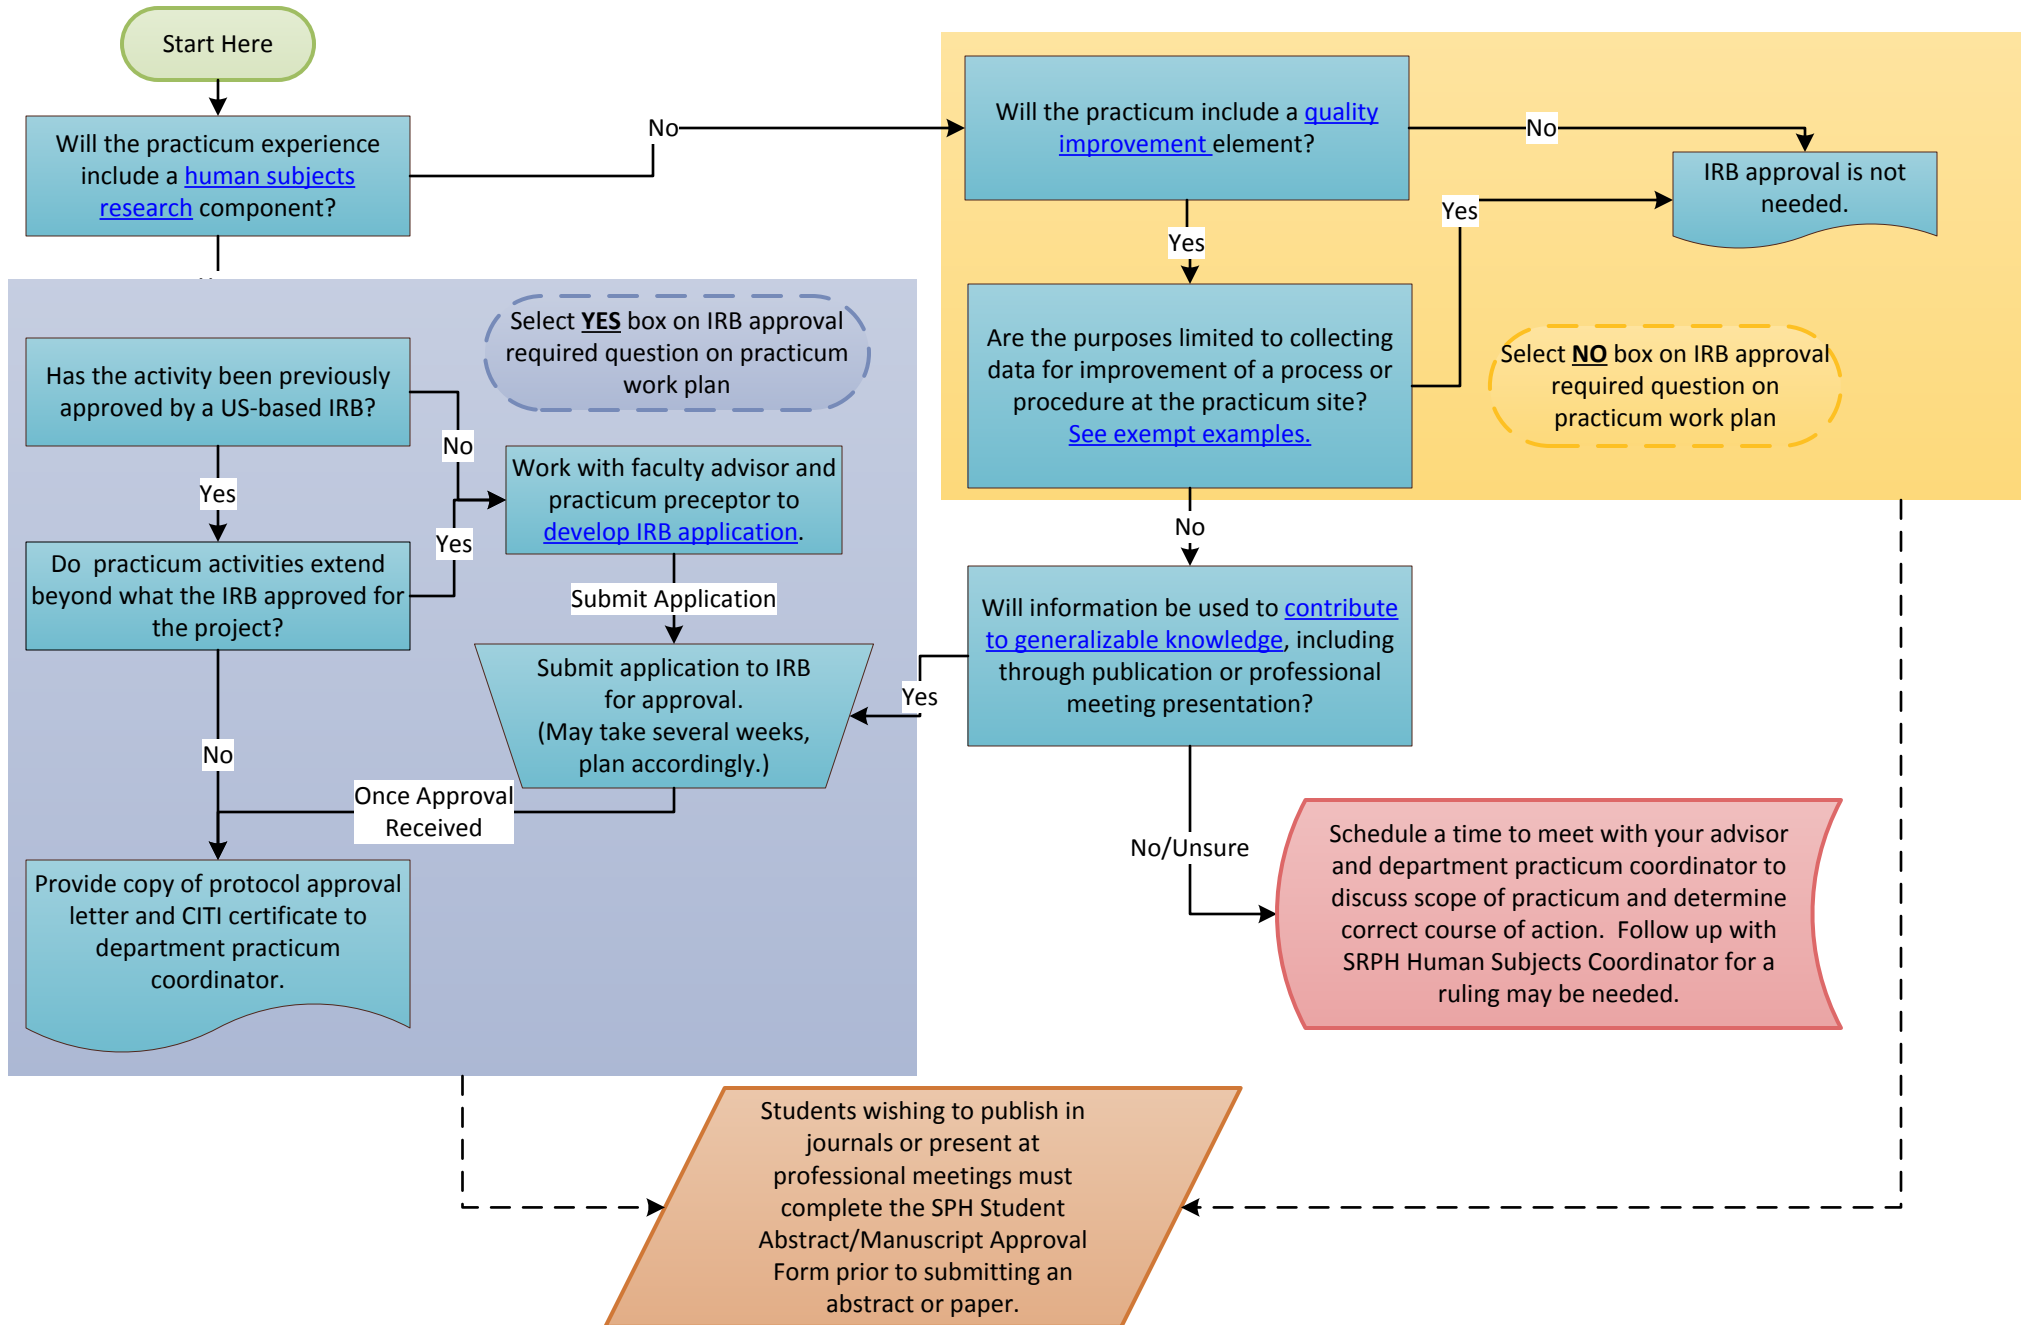 Start Here
Will the practicum experience
include a human subjects
research component?
No
Will the practicum include a quality
improvement element?
No
IRB approval is not
needed.
Yes
Yes
Are the purposes limited to collecting
data for improvement of a process or
procedure at the practicum site?
See exempt examples.
Select NO box on IRB approval
required question on
practicum work plan
No
Will information be used to contribute
to generalizable knowledge, including
through publication or professional
meeting presentation?
Yes
No/Unsure
Schedule a time to meet with your advisor
and department practicum coordinator to
discuss scope of practicum and determine
correct course of action.  Follow up with
SRPH Human Subjects Coordinator for a
ruling may be needed.
Select YES box on IRB approval
required question on practicum
work plan
Has the activity been previously
approved by a US-based IRB?
No
Yes
Work with faculty advisor and
practicum preceptor to
develop IRB application.
Do  practicum activities extend
beyond what the IRB approved for
the project?
Yes
Submit Application
Submit application to IRB
for approval.
(May take several weeks,
plan accordingly.)
No
Once Approval
Received
Provide copy of protocol approval
letter and CITI certificate to
department practicum
coordinator.
Students wishing to publish in
journals or present at
professional meetings must
complete the SPH Student
Abstract/Manuscript Approval
Form prior to submitting an
abstract or paper.